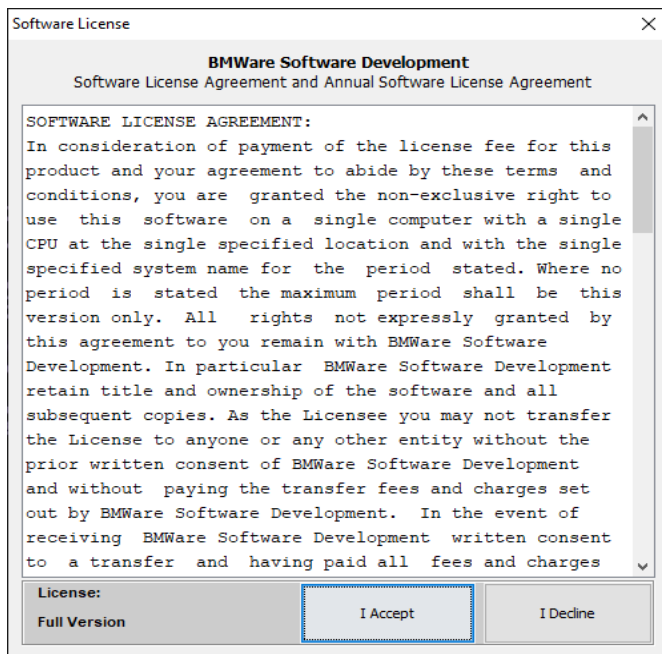 Software License
BMWare Software Development
Software License Agreement and Annual Software License Agreement
SOFTWARE LICENSE AGREEMENT:
In consideration of payment of the license fee for this
product and your agreement to abide by these terms and
conditions, you are granted the non-exclusive right to
use this software on a single computer with a single
CPU at the single specified location and with the single
specified system name for the period stated. Where no
period is stated the maximum period shall be this
version only. All rights not expressly granted by
this agreement to you remain with BMWare Software
Development. In particular BMWare Software Development
retain title and ownership of the software and all
subsequent copies. As the Licensee you may not transfer
the License to anyone or any other entity without the
prior written consent of BMWare Software Development
and without paying the transfer fees and charges set
out by BMWare Software Development. In the event of
receiving BMWare Software Development written consent
to a transfer and having paid all fees and charges
License:
Full Version
I Accept
I Decline